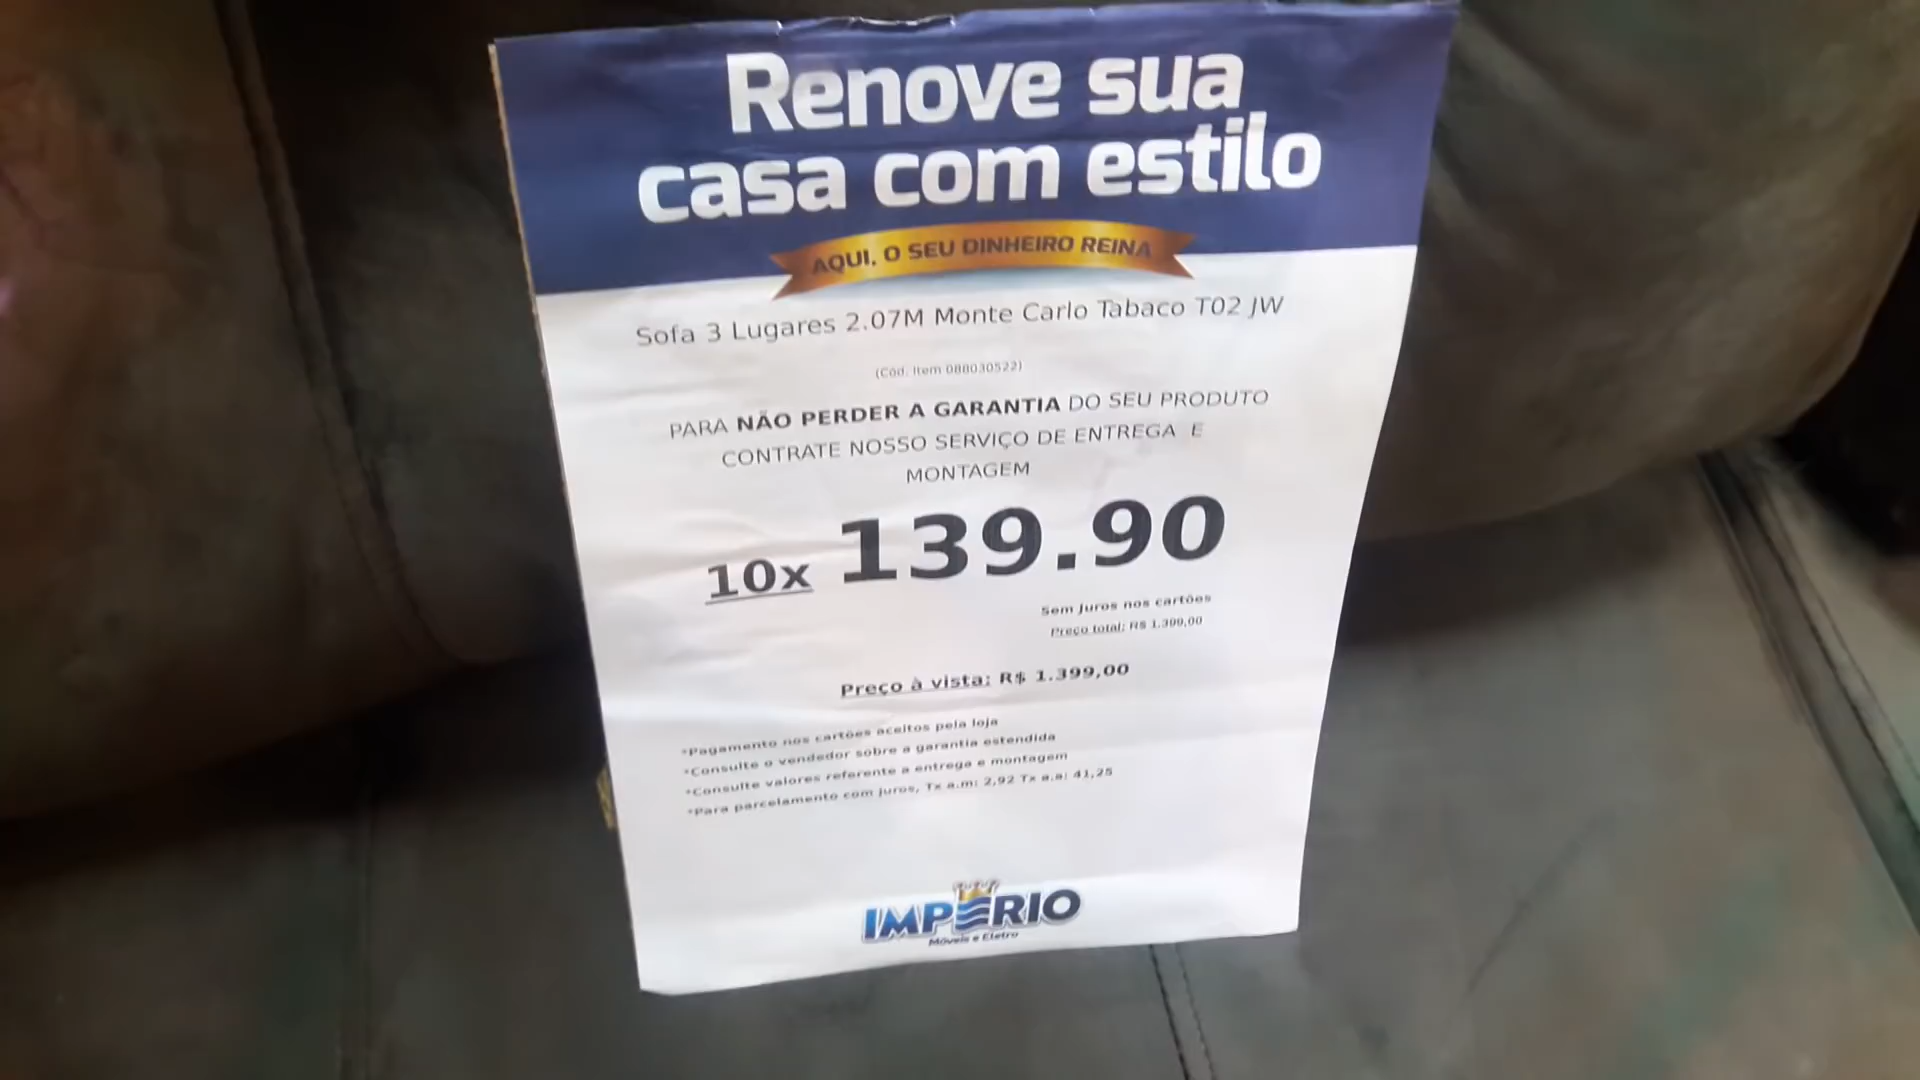 Renove sua
casa com estilo
AQUI, O SEU DINHEIRO REINA
Sofa 3 Lugares 2.07M Monte Carlo Tabaco T02 JW
(Cód. Item 088030522)
PARA NÃO PERDER A GARANTIA DO SEU PRODUTO
CONTRATE NOSSO SERVIÇO DE ENTREGA E
MONTAGEM
10x 139.90
Sem Juros nos cartões
Preço total: R$ 1.399,00
Preço à vista: R$ 1.399,00
*Pagamento nos cartões aceitos pela loja
*Consulte o vendedor sobre a garantia estendida
*Consulte valores referente a entrega e montagem
*Para parcelamento com juros, Tx a.m: 2,92 Tx a.a: 41,25
IMPÉRIO
Móveis e Eletro